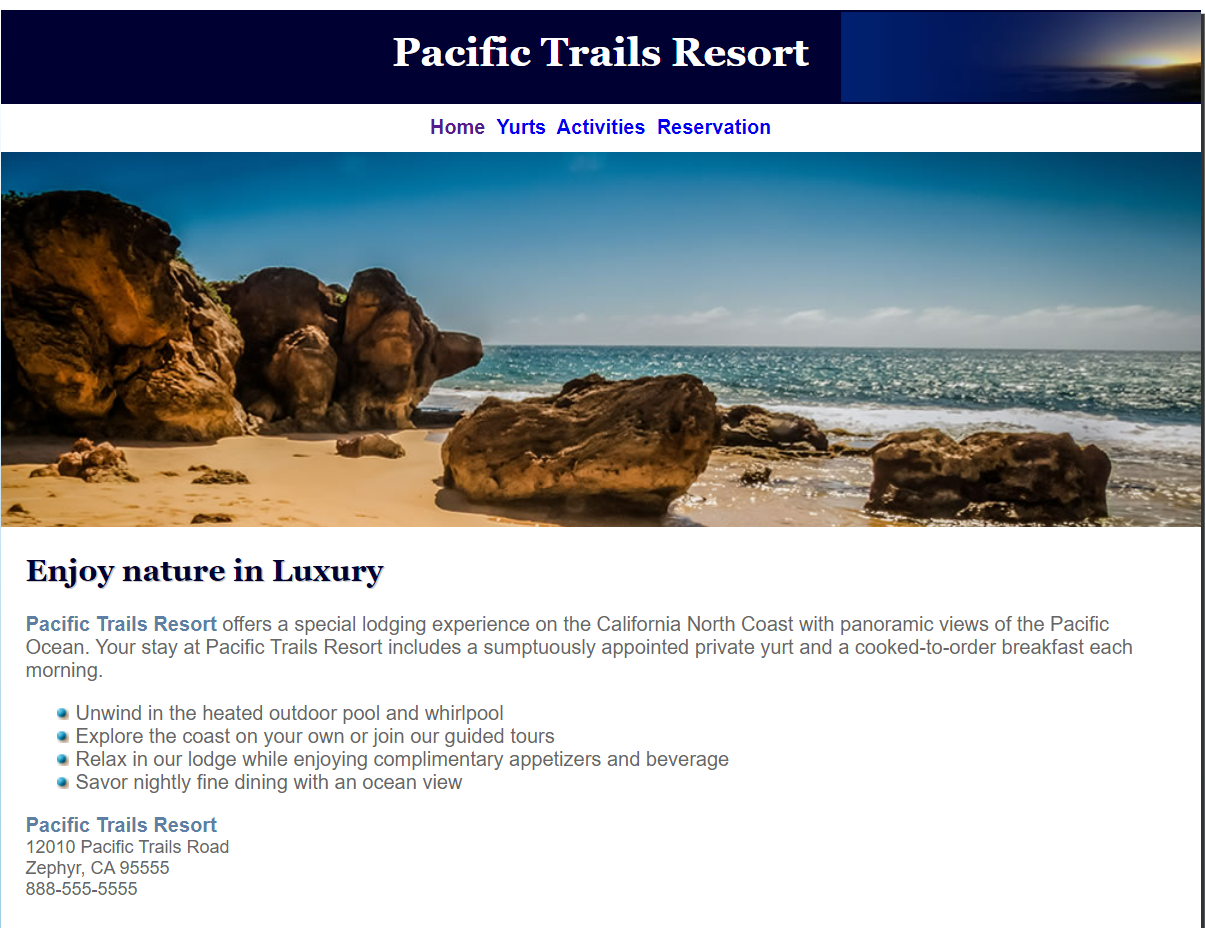 Pacific Trails Resort
Home Yurts Activities Reservation
Enjoy nature in Luxury
Pacific Trails Resort offers a special lodging experience on the California North Coast with panoramic views of the Pacific
Ocean. Your stay at Pacific Trails Resort includes a sumptuously appointed private yurt and a cooked-to-order breakfast each
morning.
Unwind in the heated outdoor pool and whirlpool
Explore the coast on your own or join our guided tours
Relax in our lodge while enjoying complimentary appetizers and beverage
Savor nightly fine dining with an ocean view
Pacific Trails Resort
12010 Pacific Trails Road
Zephyr, CA 95555
888-555-5555